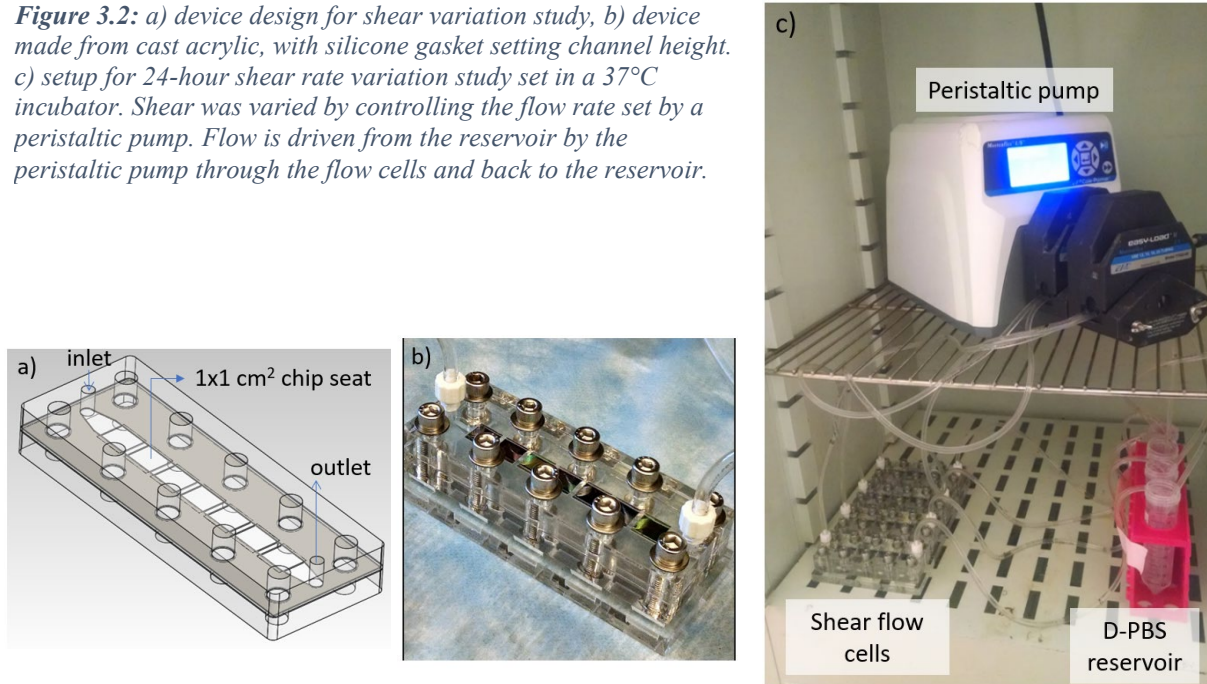 Figure 3.2: a) device design for shear variation study, b) device
made from cast acrylic, with silicone gasket setting channel height.
c) setup for 24-hour shear rate variation study set in a 37°C
incubator. Shear was varied by controlling the flow rate set by a
peristaltic pump. Flow is driven from the reservoir by the
peristaltic pump through the flow cells and back to the reservoir.
a)
inlet
1x1 cm² chip seat
outlet
b)
c)
Peristaltic pump
Masterflex
EASY-LOAD
Shear flow
cells
D-PBS
reservoir